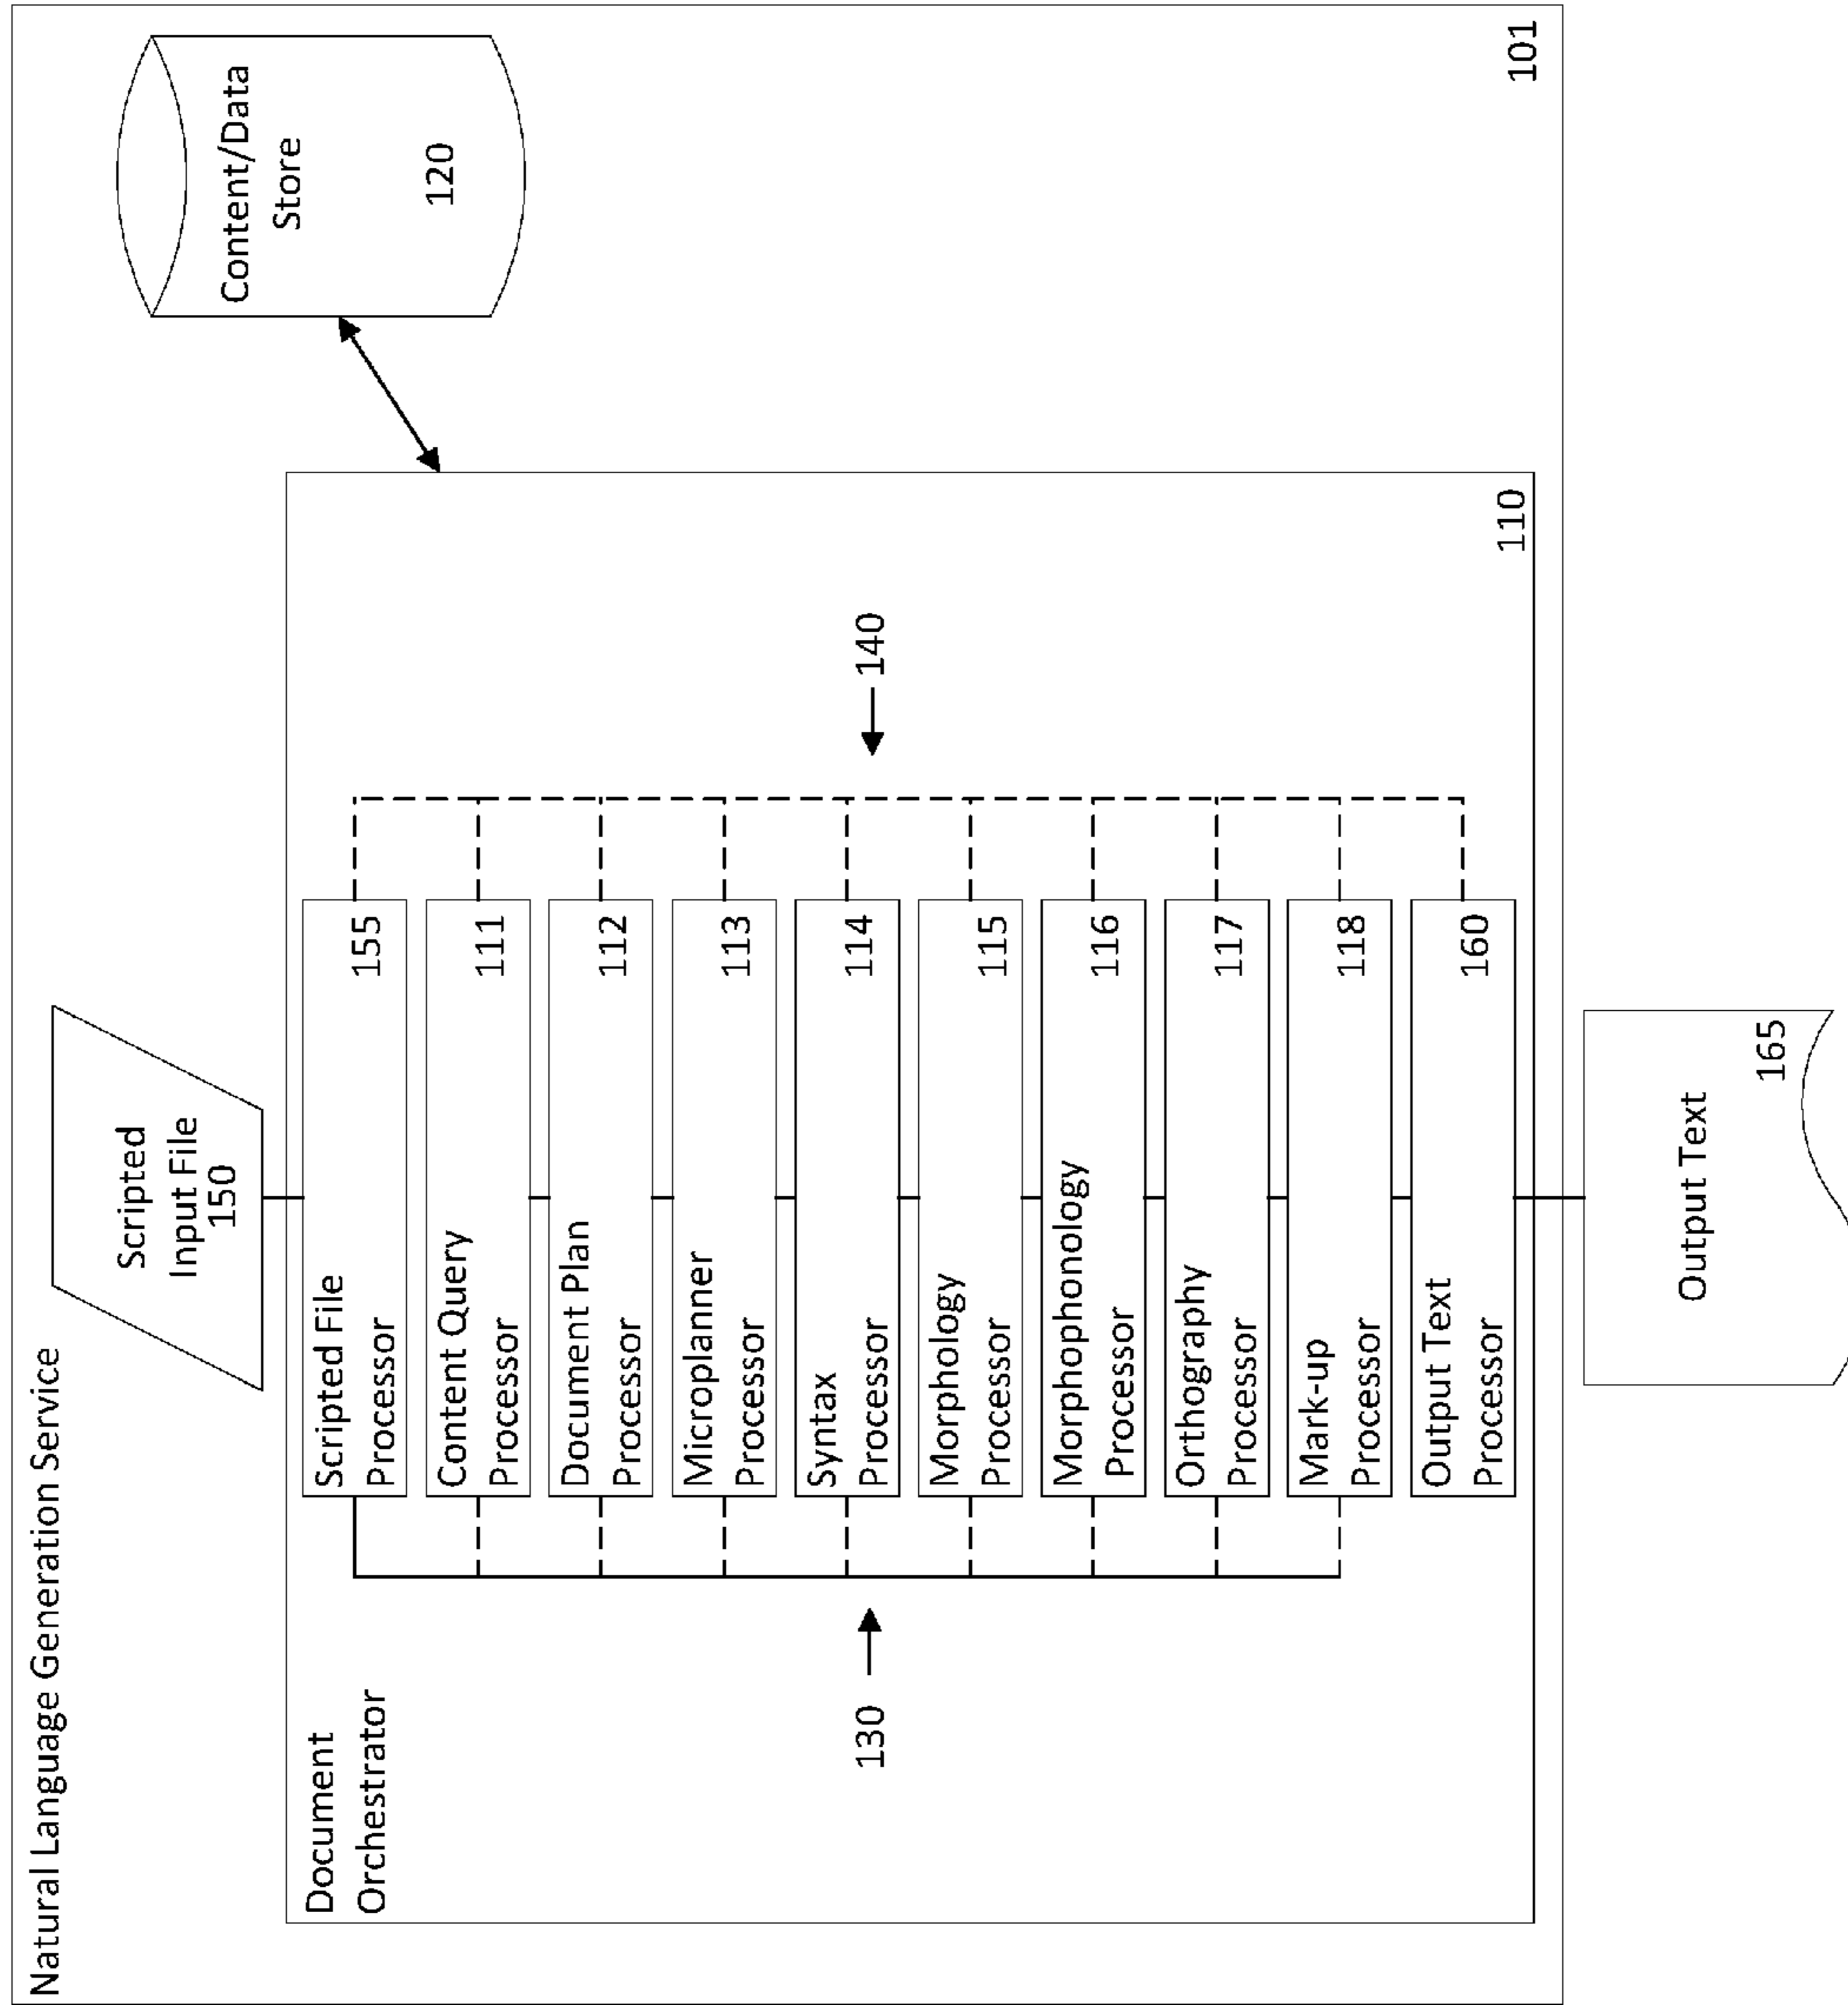 Natural Language Generation Service
Scripted
Input File
150
Content/Data
Store
120
Document
Orchestrator
Scripted File
Processor
155
Content Query
Processor
111
Document Plan
Processor
112
Microplanner
Processor
113
Syntax
Processor
114
Morphology
Processor
115
Morphophonology
Processor
116
Orthography
Processor
117
Mark-up
Processor
118
Output Text
Processor
160
130
140
110
101
Output Text
165